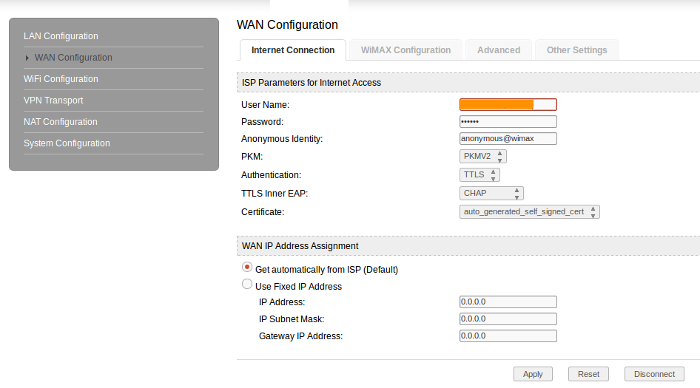 WAN Configuration
LAN Configuration
WAN Configuration
WiFi Configuration
VPN Transport
NAT Configuration
System Configuration
Internet Connection WiMAX Configuration Advanced Other Settings
ISP Parameters for Internet Access
User Name:
Password: ••••••
Anonymous Identity: anonymous@wimax
PKM: PKMV2
Authentication: TTLS
TTLS Inner EAP: CHAP
Certificate: auto_generated_self_signed_cert
WAN IP Address Assignment
Get automatically from ISP (Default)
Use Fixed IP Address
IP Address: 0.0.0.0
IP Subnet Mask: 0.0.0.0
Gateway IP Address: 0.0.0.0
Apply Reset Disconnect